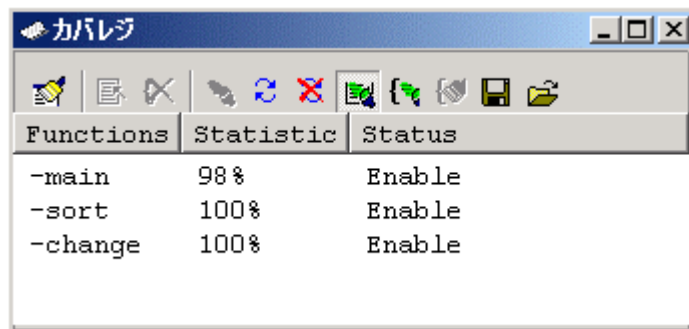 カバレジ
Functions Statistic Status
-main 98% Enable
-sort 100% Enable
-change 100% Enable